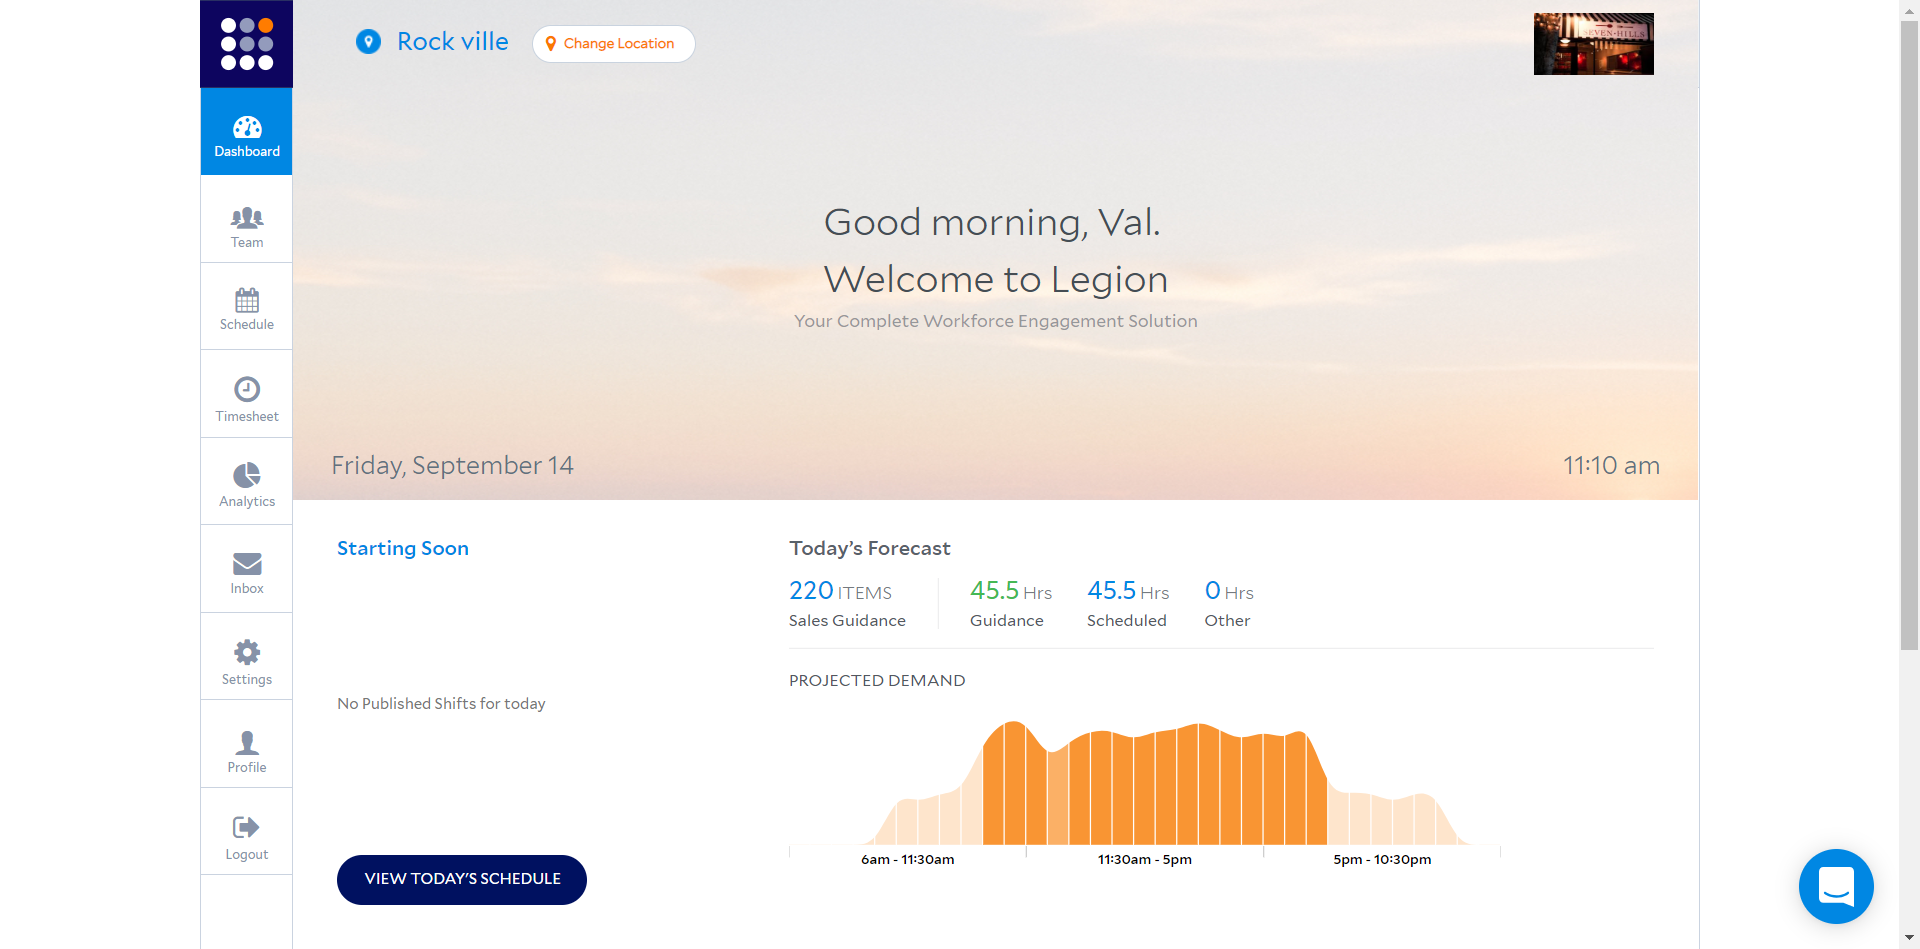 Rock ville
Change Location
SEVEN·HILLS
Dashboard
Team
Schedule
Timesheet
Analytics
Inbox
Settings
Profile
Logout
Good morning, Val.
Welcome to Legion
Your Complete Workforce Engagement Solution
Friday, September 14
11:10 am
Starting Soon
No Published Shifts for today
VIEW TODAY'S SCHEDULE
Today's Forecast
220 ITEMS
Sales Guidance
45.5 Hrs
Guidance
45.5 Hrs
Scheduled
0 Hrs
Other
PROJECTED DEMAND
6am - 11:30am
11:30am - 5pm
5pm - 10:30pm